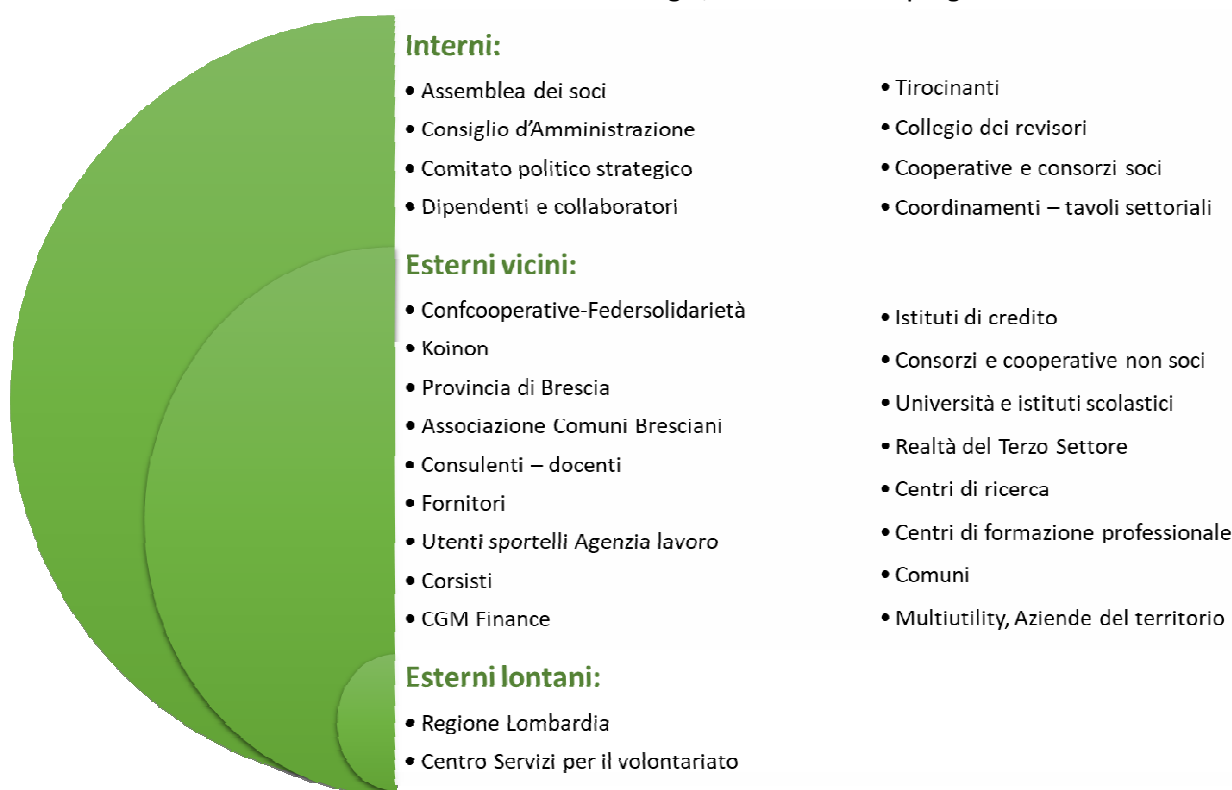 Interni:
• Assemblea dei soci
• Consiglio d'Amministrazione
• Comitato politico strategico
• Dipendenti e collaboratori
• Tirocinanti
• Collegio dei revisori
• Cooperative e consorzi soci
• Coordinamenti – tavoli settoriali
Esterni vicini:
• Confcooperative-Federsolidarietà
• Koinon
• Provincia di Brescia
• Associazione Comuni Bresciani
• Consulenti – docenti
• Fornitori
• Utenti sportelli Agenzia lavoro
• Corsisti
• CGM Finance
• Istituti di credito
• Consorzi e cooperative non soci
• Università e istituti scolastici
• Realtà del Terzo Settore
• Centri di ricerca
• Centri di formazione professionale
• Comuni
• Multiutility, Aziende del territorio
Esterni lontani:
• Regione Lombardia
• Centro Servizi per il volontariato